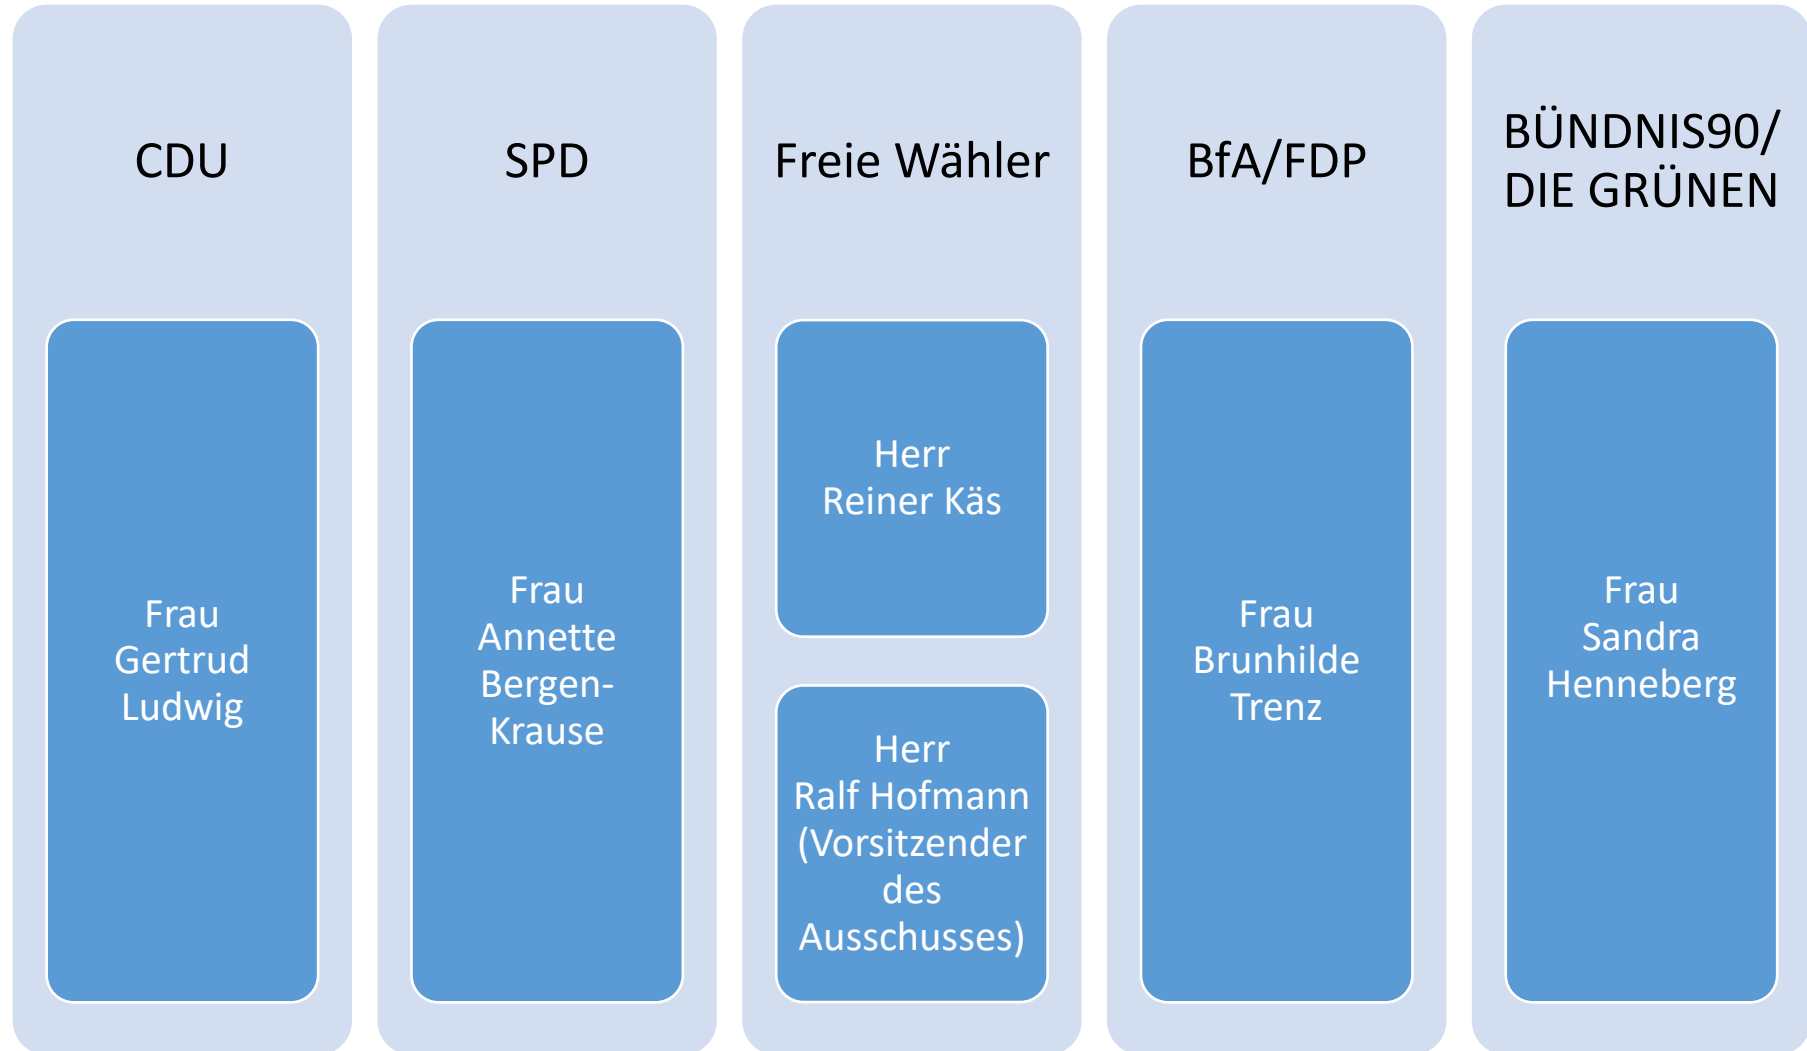 CDU
Frau
Gertrud
Ludwig
SPD
Frau
Annette
Bergen-
Krause
Freie Wähler
Herr
Reiner Käs
Herr
Ralf Hofmann
(Vorsitzender
des
Ausschusses)
BfA/FDP
Frau
Brunhilde
Trenz
BÜNDNIS90/
DIE GRÜNEN
Frau
Sandra
Henneberg